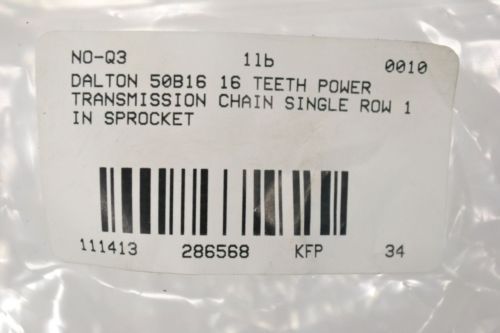 NO-Q3 1lb 0010
DALTON 50B16 16 TEETH POWER
TRANSMISSION CHAIN SINGLE ROW 1
IN SPROCKET
111413 286568 KFP 34